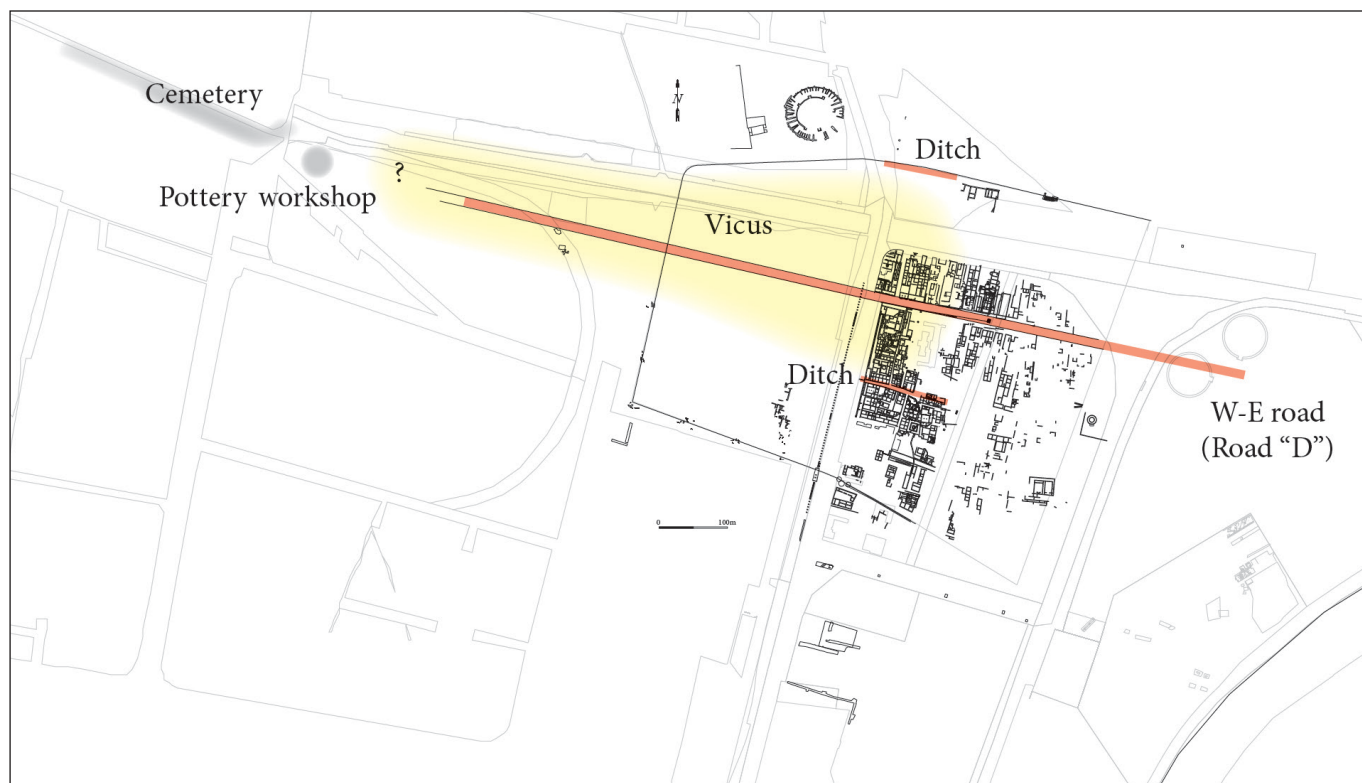 Cemetery
N
Ditch
?
Pottery workshop
Vicus
Ditch
W-E road
(Road “D”)
0 100m